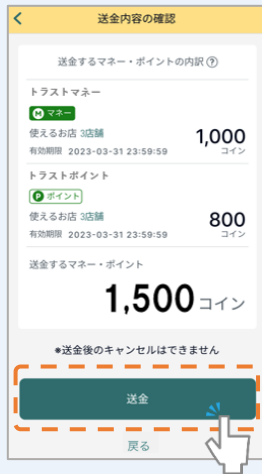 送金内容の確認
送金するマネー・ポイントの内訳 ?
トラストマネー
M マネー
使えるお店 3店舗
1,000
有効期限 2023-03-31 23:59:59
コイン
トラストポイント
P ポイント
使えるお店 3店舗
800
有効期限 2023-03-31 23:59:59
コイン
送金するマネー・ポイント
1,500 コイン
*送金後のキャンセルはできません
送金
戻る